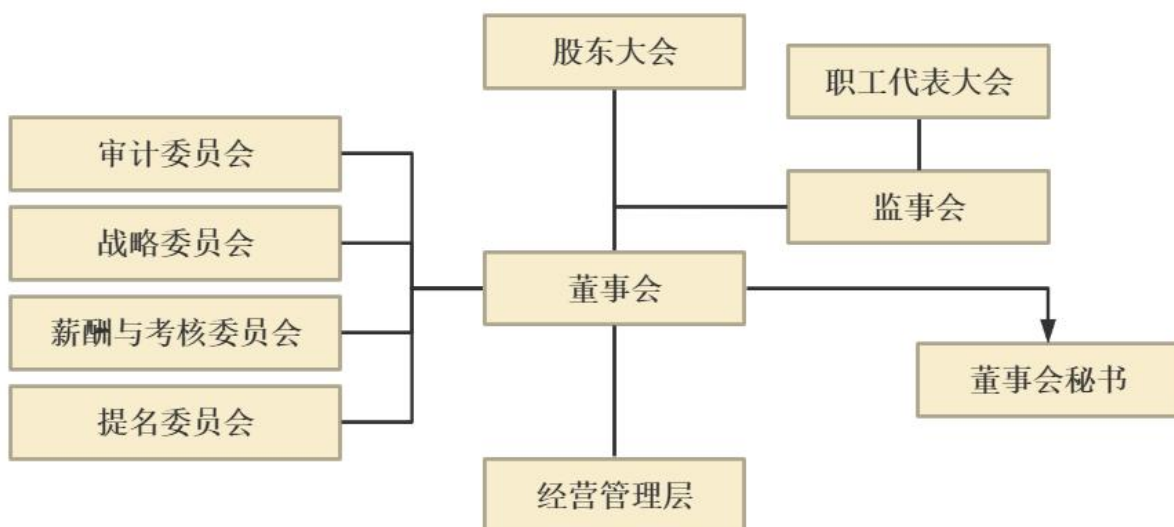 股东大会
职工代表大会
审计委员会
监事会
战略委员会
董事会
薪酬与考核委员会
董事会秘书
提名委员会
经营管理层